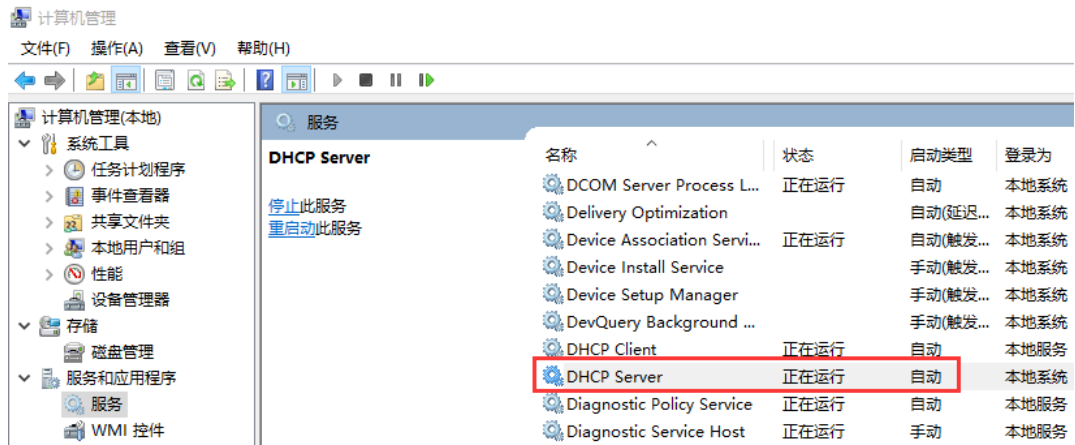 计算机管理
文件(F) 操作(A) 查看(V) 帮助(H)
计算机管理(本地)
系统工具
任务计划程序
事件查看器
共享文件夹
本地用户和组
性能
设备管理器
存储
磁盘管理
服务和应用程序
服务
WMI 控件
服务
DHCP Server
停止此服务
重启动此服务
名称 状态 启动类型 登录为
DCOM Server Process L... 正在运行 自动 本地系统
Delivery Optimization 自动(延迟... 本地系统
Device Association Servi... 正在运行 自动(触发... 本地系统
Device Install Service 手动(触发... 本地系统
Device Setup Manager 手动(触发... 本地系统
DevQuery Background ... 手动(触发... 本地系统
DHCP Client 正在运行 自动 本地服务
DHCP Server 正在运行 自动 本地系统
Diagnostic Policy Service 正在运行 自动 本地服务
Diagnostic Service Host 正在运行 手动 本地服务